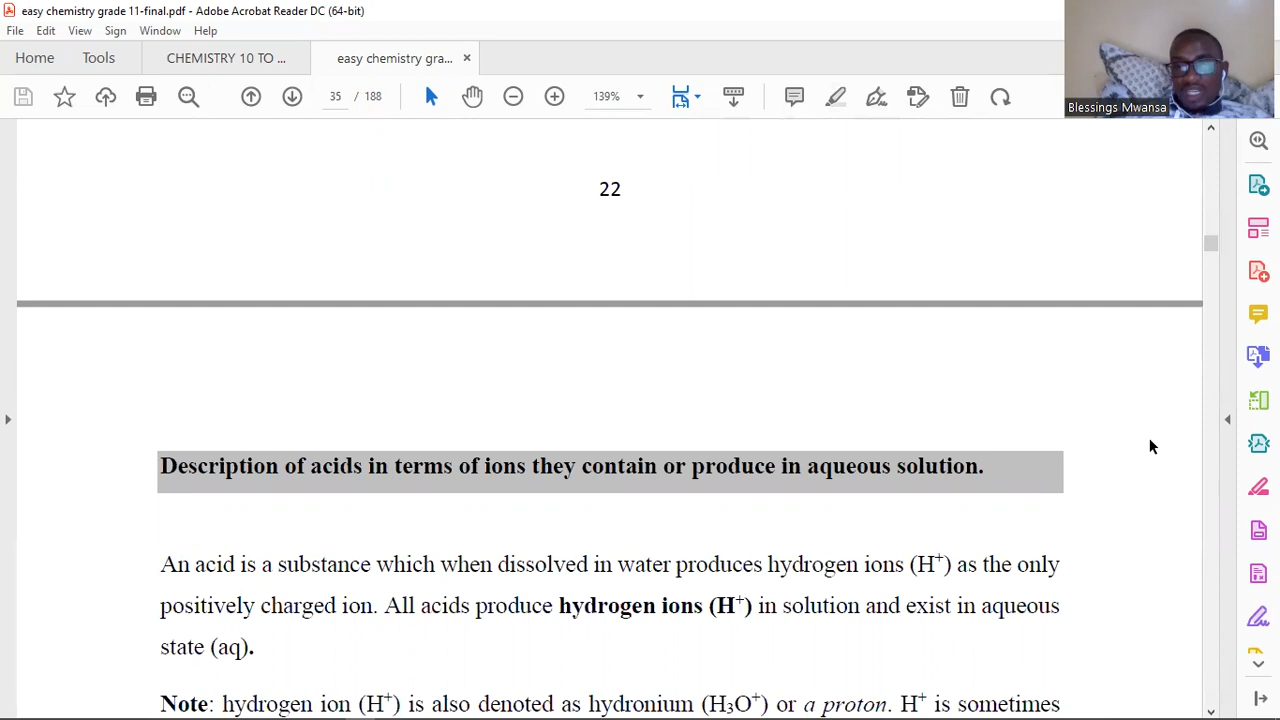 easy chemistry grade 11-final.pdf - Adobe Acrobat Reader DC (64-bit)
File Edit View Sign Window Help
Home Tools CHEMISTRY 10 TO ... easy chemistry gra... ×
35 / 188 139%
Blessings Mwansa
22
Description of acids in terms of ions they contain or produce in aqueous solution.
An acid is a substance which when dissolved in water produces hydrogen ions (H⁺) as the only
positively charged ion. All acids produce hydrogen ions (H⁺) in solution and exist in aqueous
state (aq).
Note: hydrogen ion (H⁺) is also denoted as hydronium (H₃O⁺) or a proton. H⁺ is sometimes